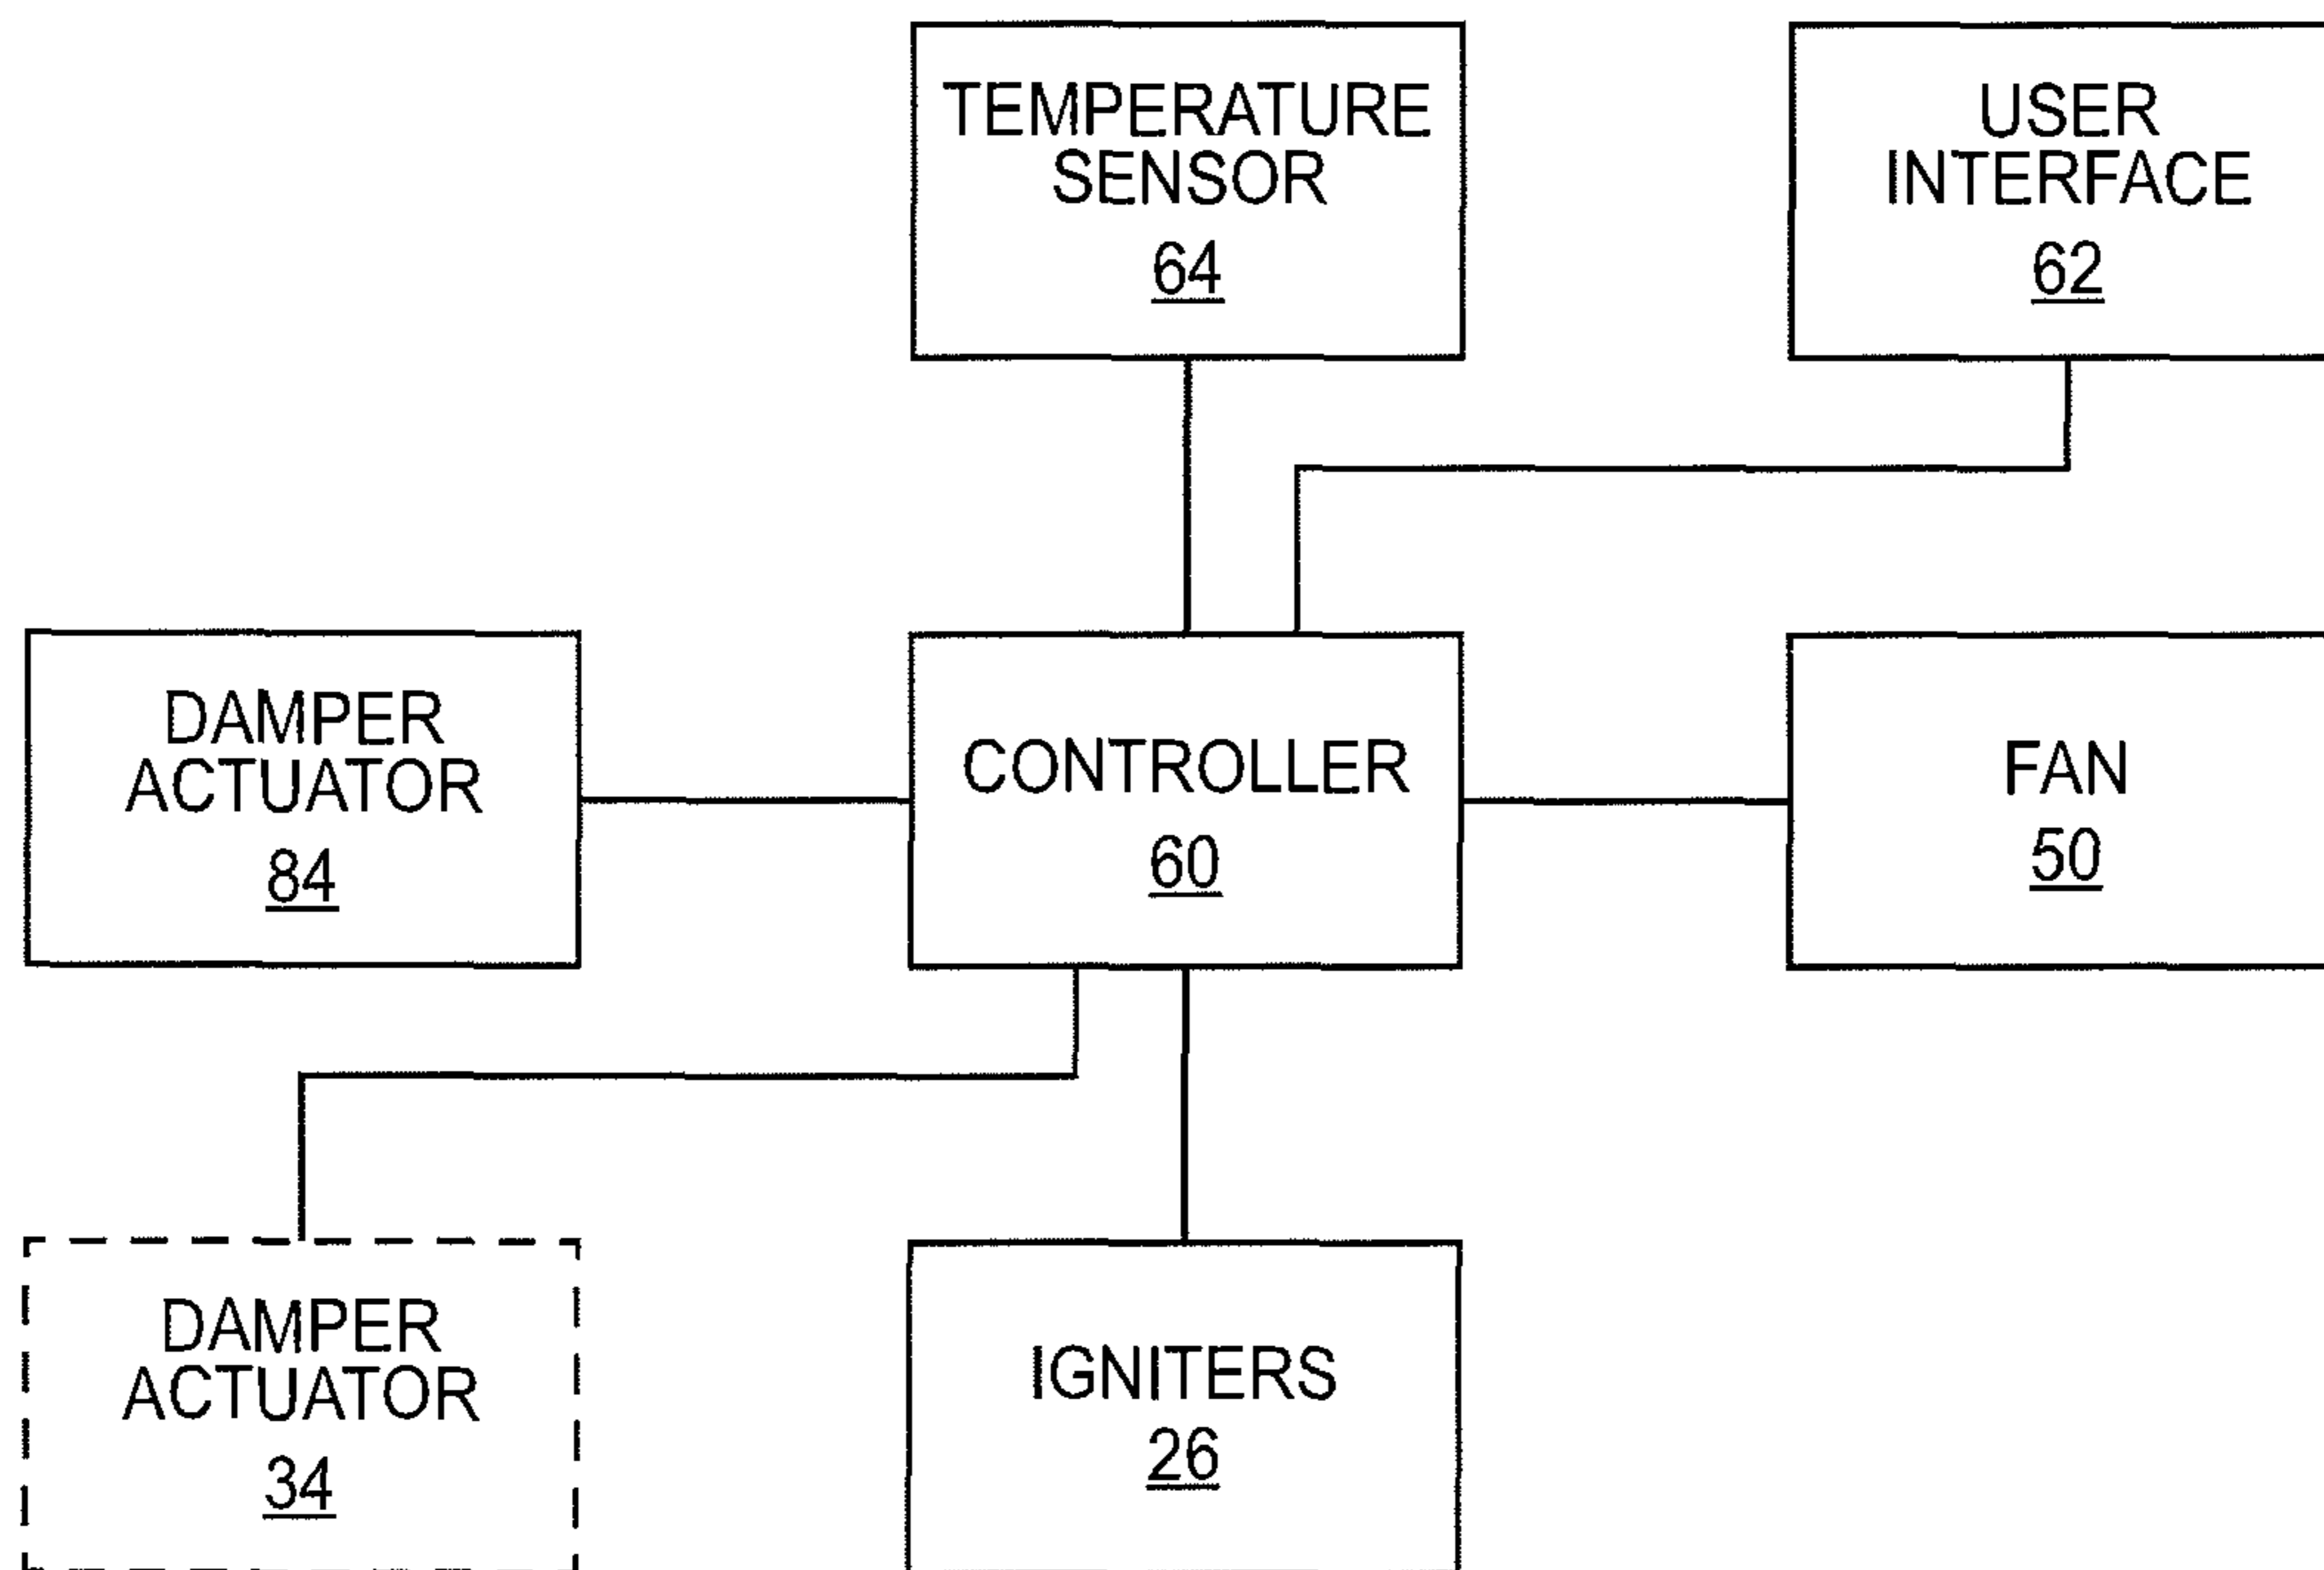 TEMPERATURE
SENSOR
64
USER
INTERFACE
62
DAMPER
ACTUATOR
84
CONTROLLER
60
FAN
50
DAMPER
ACTUATOR
34
IGNITERS
26